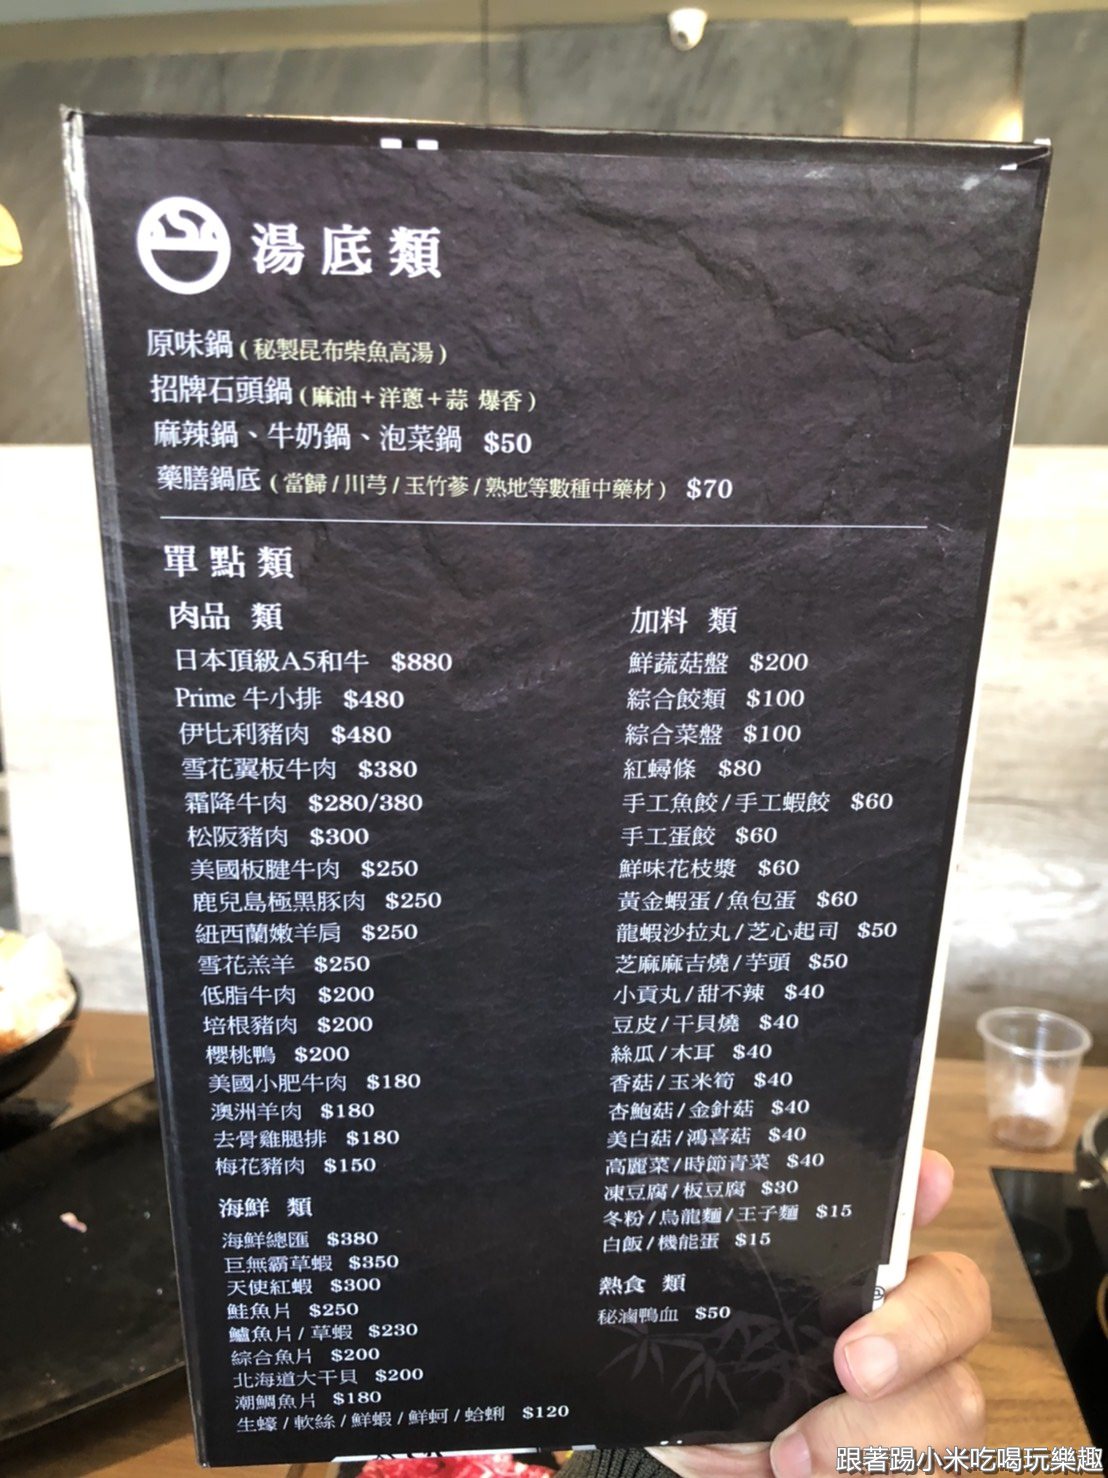 湯底類
原味鍋(秘製昆布柴魚高湯)
招牌石頭鍋(麻油+洋蔥+蒜 爆香)
麻辣鍋、牛奶鍋、泡菜鍋 $50
藥膳鍋底(當歸/川芎/玉竹蔘/熟地等數種中藥材) $70
單點類
肉品 類
日本頂級A5和牛 $880
Prime 牛小排 $480
伊比利豬肉 $480
雪花翼板牛肉 $380
霜降牛肉 $280/380
松阪豬肉 $300
美國板腱牛肉 $250
鹿兒島極黑豚肉 $250
紐西蘭嫩羊肩 $250
雪花羔羊 $250
低脂牛肉 $200
培根豬肉 $200
櫻桃鴨 $200
美國小肥牛肉 $180
澳洲羊肉 $180
去骨雞腿排 $180
梅花豬肉 $150
海鮮 類
海鮮總匯 $380
巨無霸草蝦 $350
天使紅蝦 $300
鮭魚片 $250
鱸魚片/草蝦 $230
綜合魚片 $200
北海道大干貝 $200
潮鯛魚片 $180
生蠔/軟絲/鮮蝦/鮮蚵/蛤蜊 $120
加料 類
鮮蔬菇盤 $200
綜合餃類 $100
綜合菜盤 $100
紅蟳條 $80
手工魚餃/手工蝦餃 $60
手工蛋餃 $60
鮮味花枝漿 $60
黃金蝦蛋/魚包蛋 $60
龍蝦沙拉丸/芝心起司 $50
芝麻麻吉燒/芋頭 $50
小貢丸/甜不辣 $40
豆皮/干貝燒 $40
絲瓜/木耳 $40
香菇/玉米筍 $40
杏鮑菇/金針菇 $40
美白菇/鴻喜菇 $40
高麗菜/時節青菜 $40
凍豆腐/板豆腐 $30
冬粉/烏龍麵/王子麵 $15
白飯/機能蛋 $15
熱食 類
秘滷鴨血 $50
跟著踢小米吃喝玩樂趣